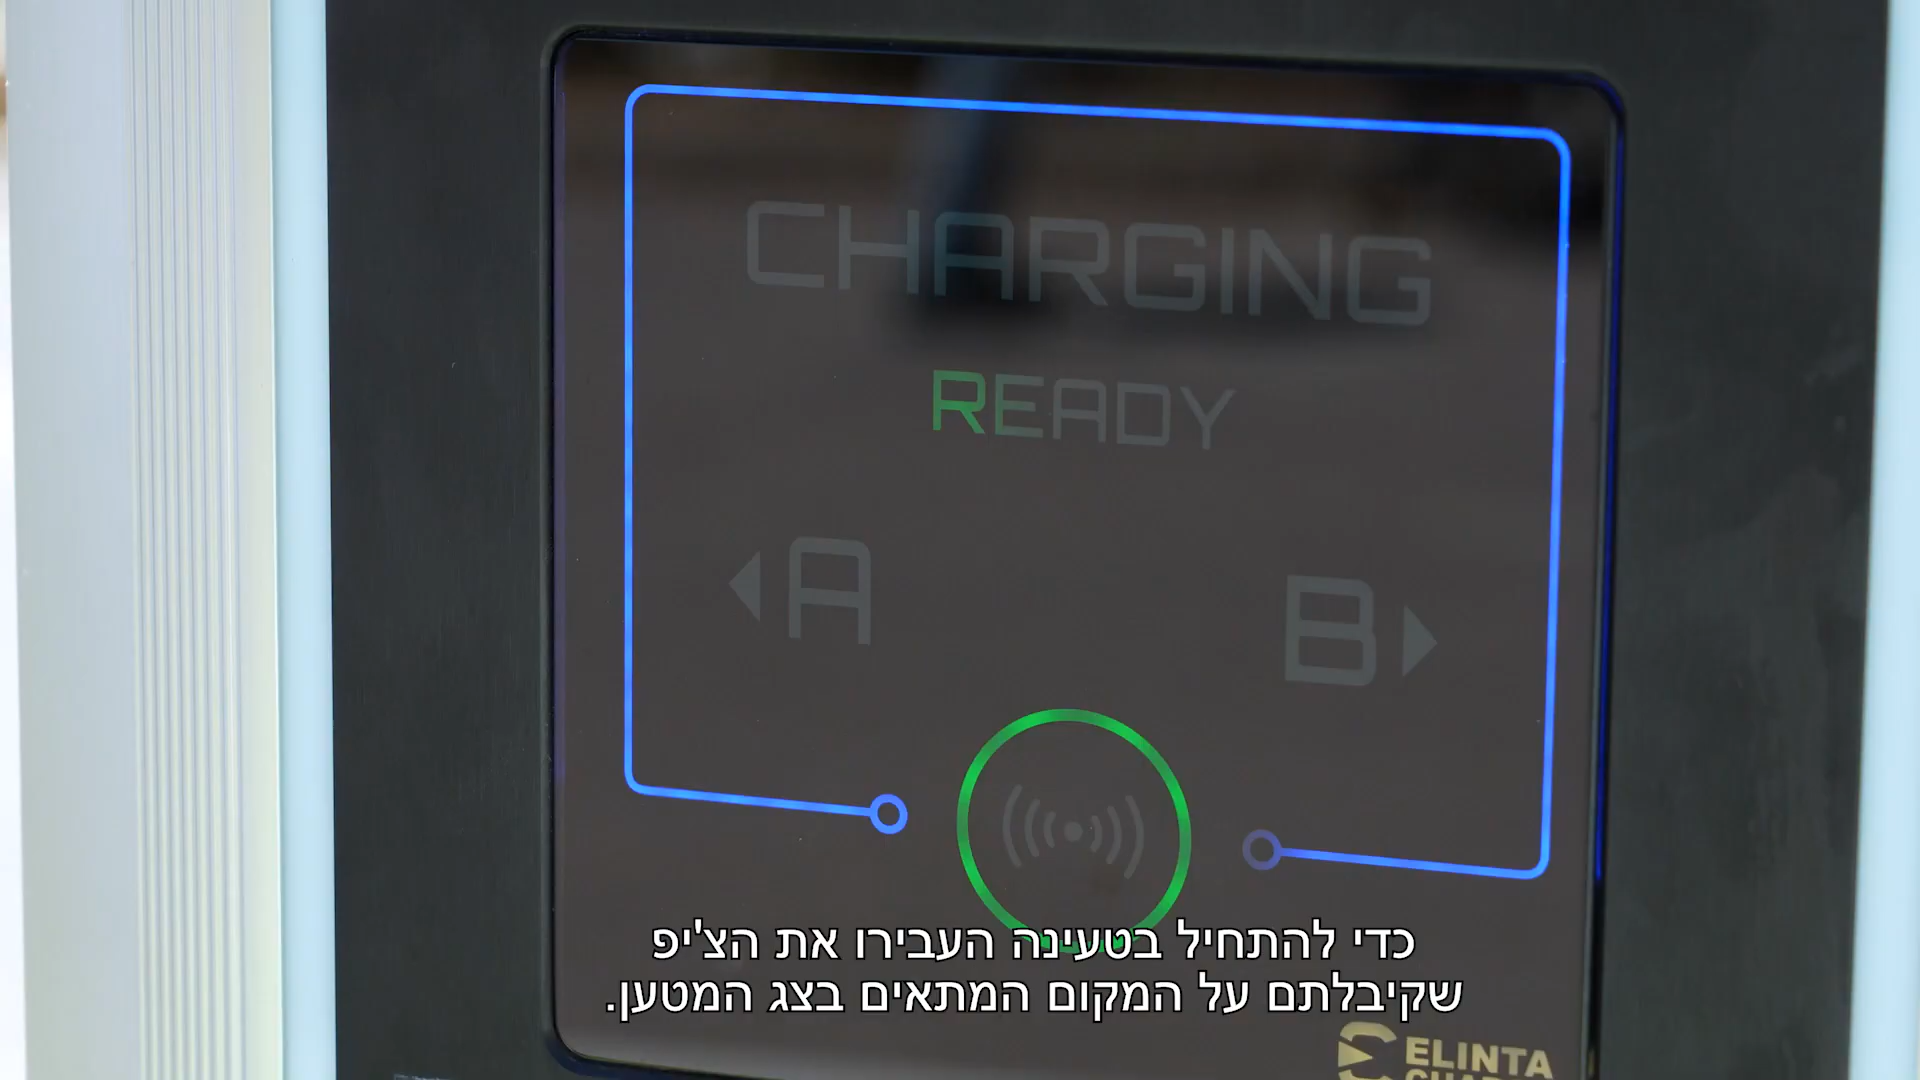 CHARGING
READY
A
B
כדי להתחיל בטעינה העבירו את הצ'יפ
שקיבלתם על המקום המתאים בצג המטען.
ELINTA